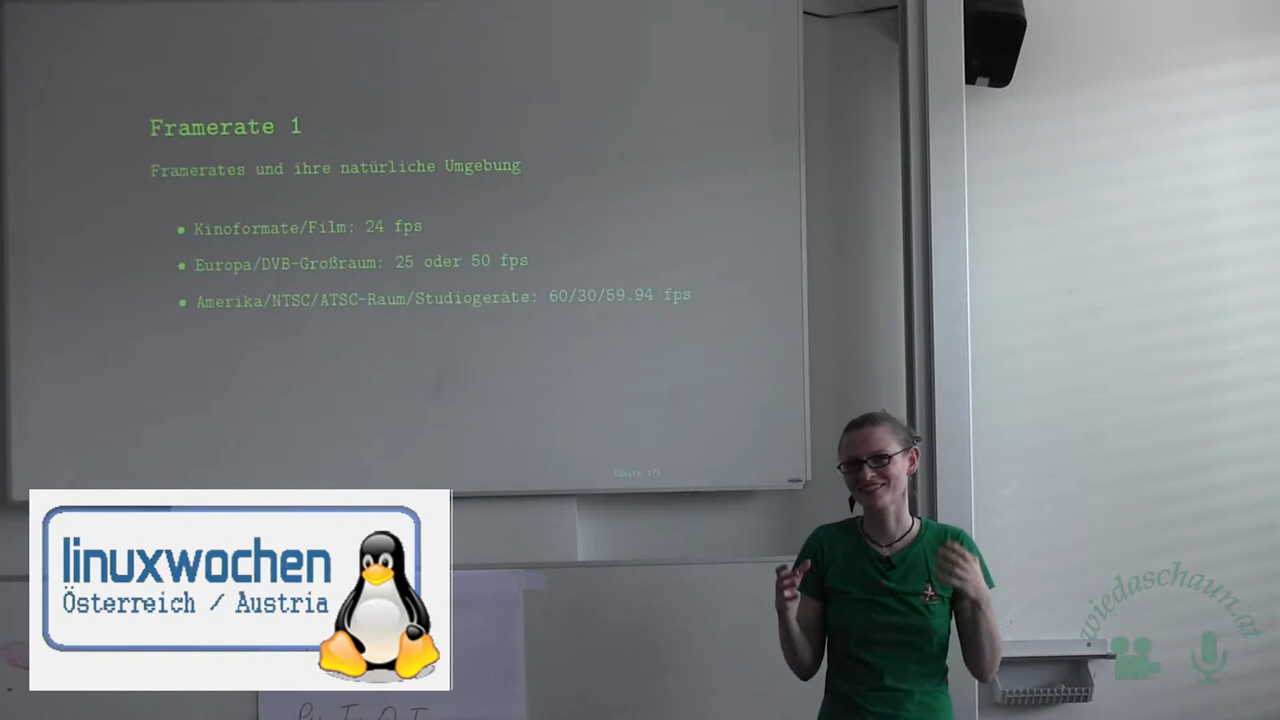 Framerate 1
Framerates und ihre natürliche Umgebung
• Kinoformate/Film: 24 fps
• Europa/DVB-Großraum: 25 oder 50 fps
• Amerika/NTSC/ATSC-Raum/Studiogeräte: 60/30/59.94 fps
linuxwochen
Österreich / Austria
wiedaschaun.at